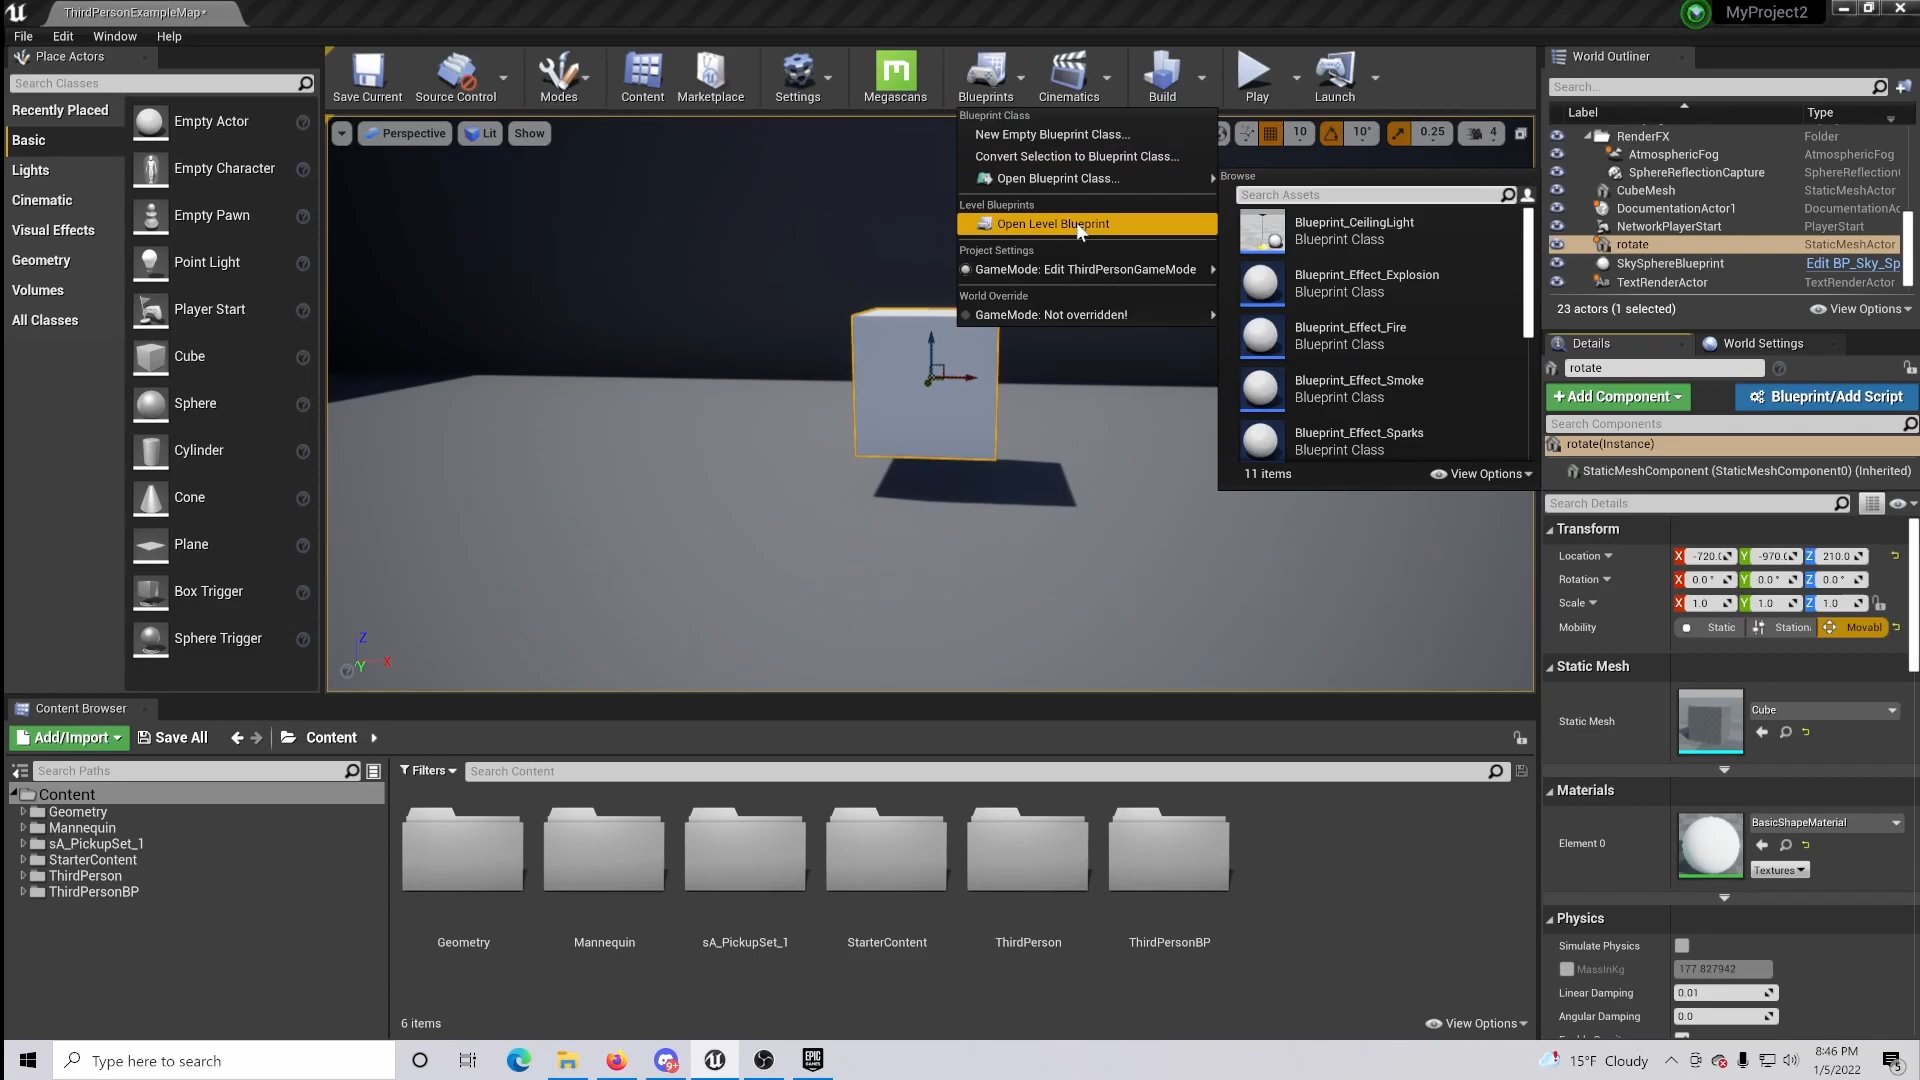 ThirdPersonExampleMap*
MyProject2
File Edit Window Help
Place Actors
Search Classes
Recently Placed
Basic
Lights
Cinematic
Visual Effects
Geometry
Volumes
All Classes
Empty Actor
Empty Character
Empty Pawn
Point Light
Player Start
Cube
Sphere
Cylinder
Cone
Plane
Box Trigger
Sphere Trigger
Save Current
Source Control
Modes
Content
Marketplace
Settings
Megascans
Blueprints
Cinematics
Build
Play
Launch
Perspective
Lit
Show
10
10°
0.25
4
Blueprint Class
New Empty Blueprint Class...
Convert Selection to Blueprint Class...
Open Blueprint Class...
Level Blueprints
Open Level Blueprint
Project Settings
GameMode: Edit ThirdPersonGameMode
World Override
GameMode: Not overridden!
Browse
Search Assets
Blueprint_CeilingLight
Blueprint Class
Blueprint_Effect_Explosion
Blueprint Class
Blueprint_Effect_Fire
Blueprint Class
Blueprint_Effect_Smoke
Blueprint Class
Blueprint_Effect_Sparks
Blueprint Class
11 items
View Options
Z
Y
X
World Outliner
Search...
Label Type
RenderFX Folder
AtmosphericFog AtmosphericFog
SphereReflectionCapture SphereReflection
CubeMesh StaticMeshActor
DocumentationActor1 DocumentationAc
NetworkPlayerStart PlayerStart
rotate StaticMeshActor
SkySphereBlueprint Edit BP_Sky_Sp
TextRenderActor TextRenderActor
23 actors (1 selected)
View Options
Details
World Settings
rotate
+Add Component
Blueprint/Add Script
Search Components
rotate(Instance)
StaticMeshComponent (StaticMeshComponent0) (Inherited)
Search Details
Transform
Location X -720.0 Y -970.0 Z 210.0
Rotation X 0.0° Y 0.0° Z 0.0°
Scale X 1.0 Y 1.0 Z 1.0
Mobility Static Station Movabl
Static Mesh
Static Mesh
Cube
Materials
Element 0
BasicShapeMaterial
Textures
Physics
Simulate Physics
MassInKg 177.827942
Linear Damping 0.01
Angular Damping 0.0
Content Browser
Add/Import
Save All
Content
Search Paths
Filters
Search Content
Content
Geometry
Mannequin
sA_PickupSet_1
StarterContent
ThirdPerson
ThirdPersonBP
Geometry
Mannequin
sA_PickupSet_1
StarterContent
ThirdPerson
ThirdPersonBP
6 items
View Options
Type here to search
9+
EPIC
GAMES
15°F Cloudy
8:46 PM
1/5/2022
5